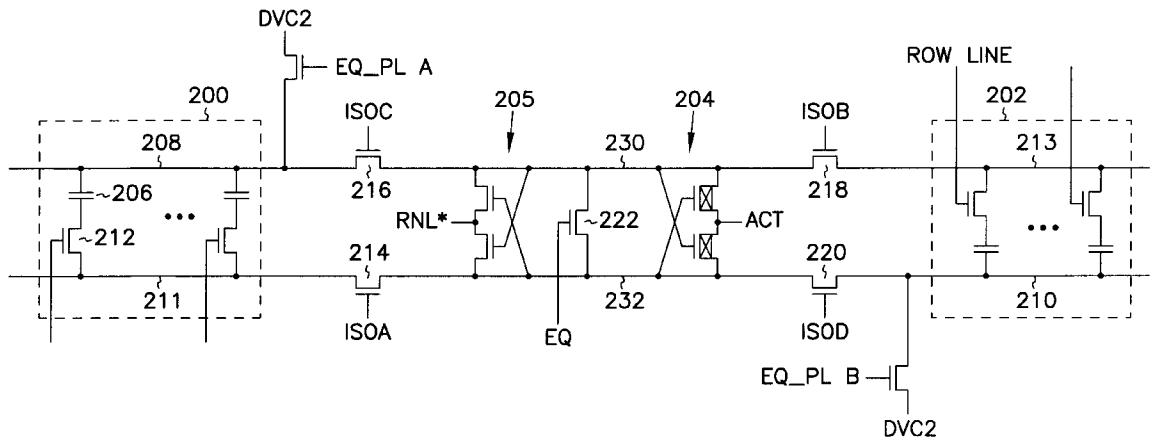 DVC2
EQ_PL A
ROW LINE
200
ISOC
205
204
ISOB
202
208
230
213
206
216
218
212
RNL*
222
ACT
214
220
211
232
210
ISOA
EQ
ISOD
EQ_PL B
DVC2